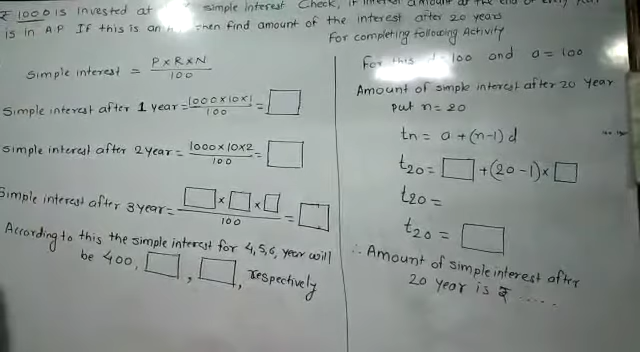 ₹ 1000 is invested at simple interest Check, if interest amount at the end of every
is in AP If this is an then find amount of the interest after 20 years
For completing following Activity
Simple interest = P×R×N / 100
Simple interest after 1 year = 1000×10×1 / 100 = □
Simple interest after 2 year = 1000×10×2 / 100 = □
Simple interest after 3 year = □×□×□ / 100 = □
According to this the simple interest for 4,5,6, year will
be 400, □, □, respectively
For this 100 and a=100
Amount of simple interest after 20 year
put n=20
tn = a+(n-1)d
t20 = □+(20-1)×□
t20 =
t20 = □
∴ Amount of simple interest after
20 year is ₹ .....